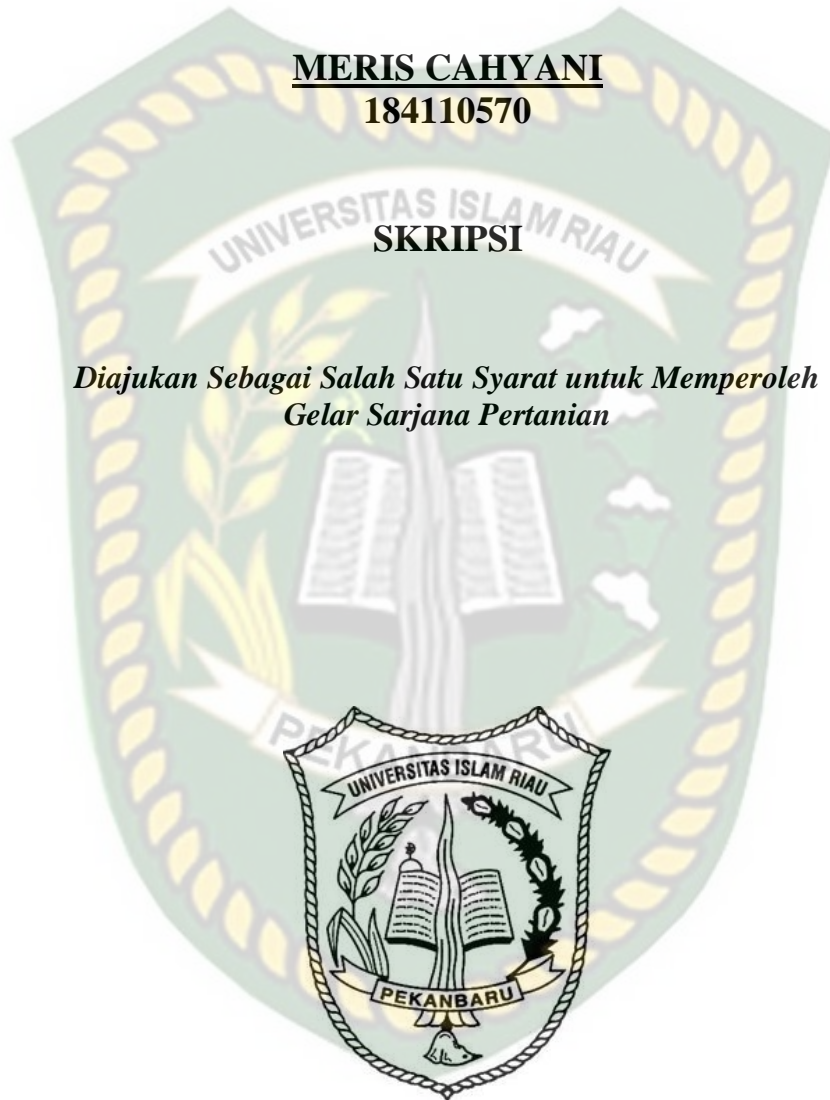 MERIS CAHYANI
184110570
UNIVERSITAS ISLAM RIAU
SKRIPSI
Diajukan Sebagai Salah Satu Syarat untuk Memperoleh
Gelar Sarjana Pertanian
PEKANBARU
UNIVERSITAS ISLAM RIAU
PEKANBARU